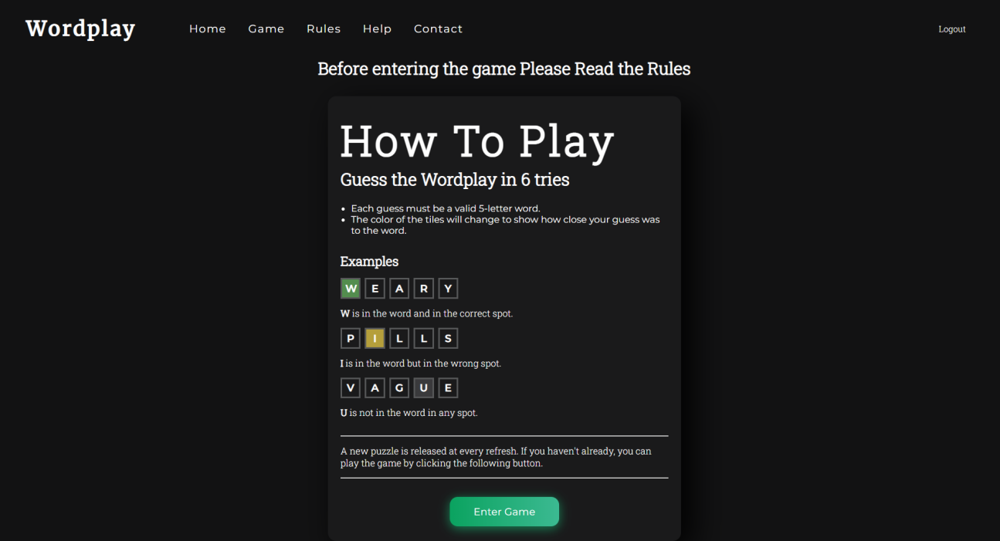 Wordplay Home Game Rules Help Contact Logout
Before entering the game Please Read the Rules
How To Play
Guess the Wordplay in 6 tries
Each guess must be a valid 5-letter word.
The color of the tiles will change to show how close your guess was
to the word.
Examples
W E A R Y
W is in the word and in the correct spot.
P I L L S
I is in the word but in the wrong spot.
V A G U E
U is not in the word in any spot.
A new puzzle is released at every refresh. If you haven't already, you can
play the game by clicking the following button.
Enter Game